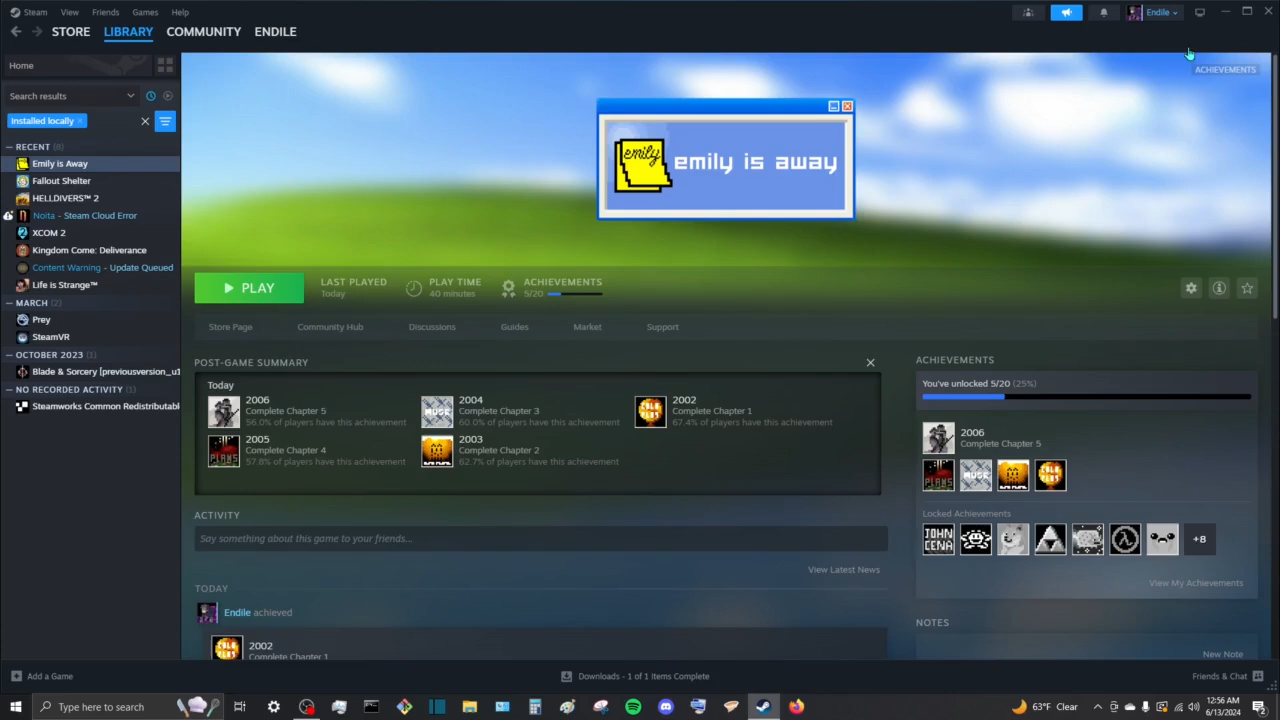 Steam View Friends Games Help
Endile
STORE LIBRARY COMMUNITY ENDILE
Home
Search results
Installed locally
ACHIEVEMENTS
emily
emily is away
RECENT (8)
Emily is Away
Fallout Shelter
HELLDIVERS™ 2
Noita - Steam Cloud Error
XCOM 2
Kingdom Come: Deliverance
Content Warning - Update Queued
Life is Strange™
MARCH (2)
Prey
SteamVR
OCTOBER 2023 (1)
Blade & Sorcery [previousversion_u1
NO RECORDED ACTIVITY (1)
Steamworks Common Redistributabl
PLAY
LAST PLAYED
Today
PLAY TIME
40 minutes
ACHIEVEMENTS
5/20
Store Page Community Hub Discussions Guides Market Support
POST-GAME SUMMARY
Today
2006
Complete Chapter 5
56.0% of players have this achievement
2004
Complete Chapter 3
60.0% of players have this achievement
2002
Complete Chapter 1
67.4% of players have this achievement
2005
Complete Chapter 4
57.8% of players have this achievement
2003
Complete Chapter 2
62.7% of players have this achievement
ACTIVITY
Say something about this game to your friends...
View Latest News
TODAY
Endile achieved
2002
Complete Chapter 1
ACHIEVEMENTS
You've unlocked 5/20 (25%)
2006
Complete Chapter 5
Locked Achievements
JOHN
CENA
+8
View My Achievements
NOTES
New Note
Add a Game
Downloads - 1 of 1 Items Complete
Friends & Chat
Type here to search
63°F Clear
12:56 AM
6/13/2024
2